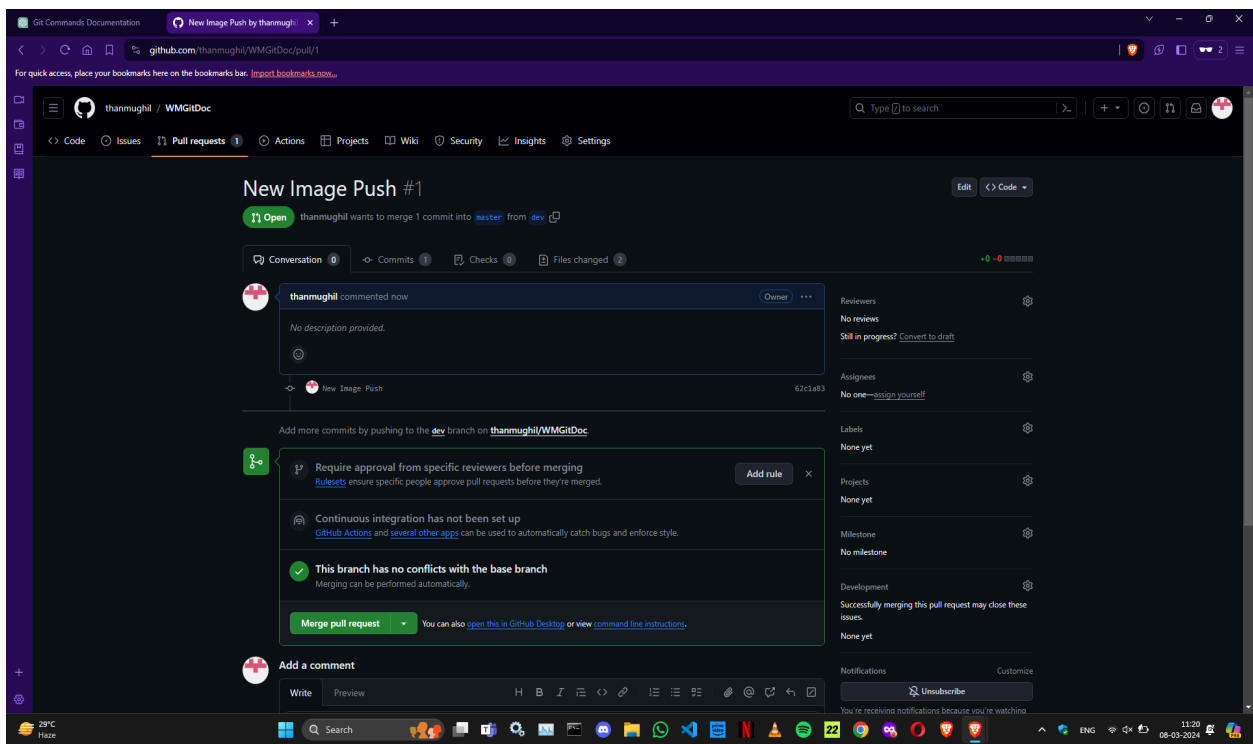 Git Commands Documentation
New Image Push by thanmughil
github.com/thanmughil/WMGitDoc/pull/1
2
For quick access, place your bookmarks here on the bookmarks bar. Import bookmarks now...
thanmughil / WMGitDoc
Type / to search
Code Issues Pull requests 1 Actions Projects Wiki Security Insights Settings
New Image Push #1
Edit <> Code
Open thanmughil wants to merge 1 commit into master from dev
Conversation 0 Commits 1 Checks 0 Files changed 2
+0 −0
thanmughil commented now
Owner
No description provided.
New Image Push
62c1a83
Add more commits by pushing to the dev branch on thanmughil/WMGitDoc.
Require approval from specific reviewers before merging
Rulesets ensure specific people approve pull requests before they're merged.
Add rule
Continuous integration has not been set up
GitHub Actions and several other apps can be used to automatically catch bugs and enforce style.
This branch has no conflicts with the base branch
Merging can be performed automatically.
Merge pull request
You can also open this in GitHub Desktop or view command line instructions.
Add a comment
Write Preview
H B I
Reviewers
No reviews
Still in progress? Convert to draft
Assignees
No one—assign yourself
Labels
None yet
Projects
None yet
Milestone
No milestone
Development
Successfully merging this pull request may close these
issues.
None yet
Notifications
Customize
Unsubscribe
You're receiving notifications because you're watching
29°C
Haze
Search
22
ENG
11:20
08-03-2024